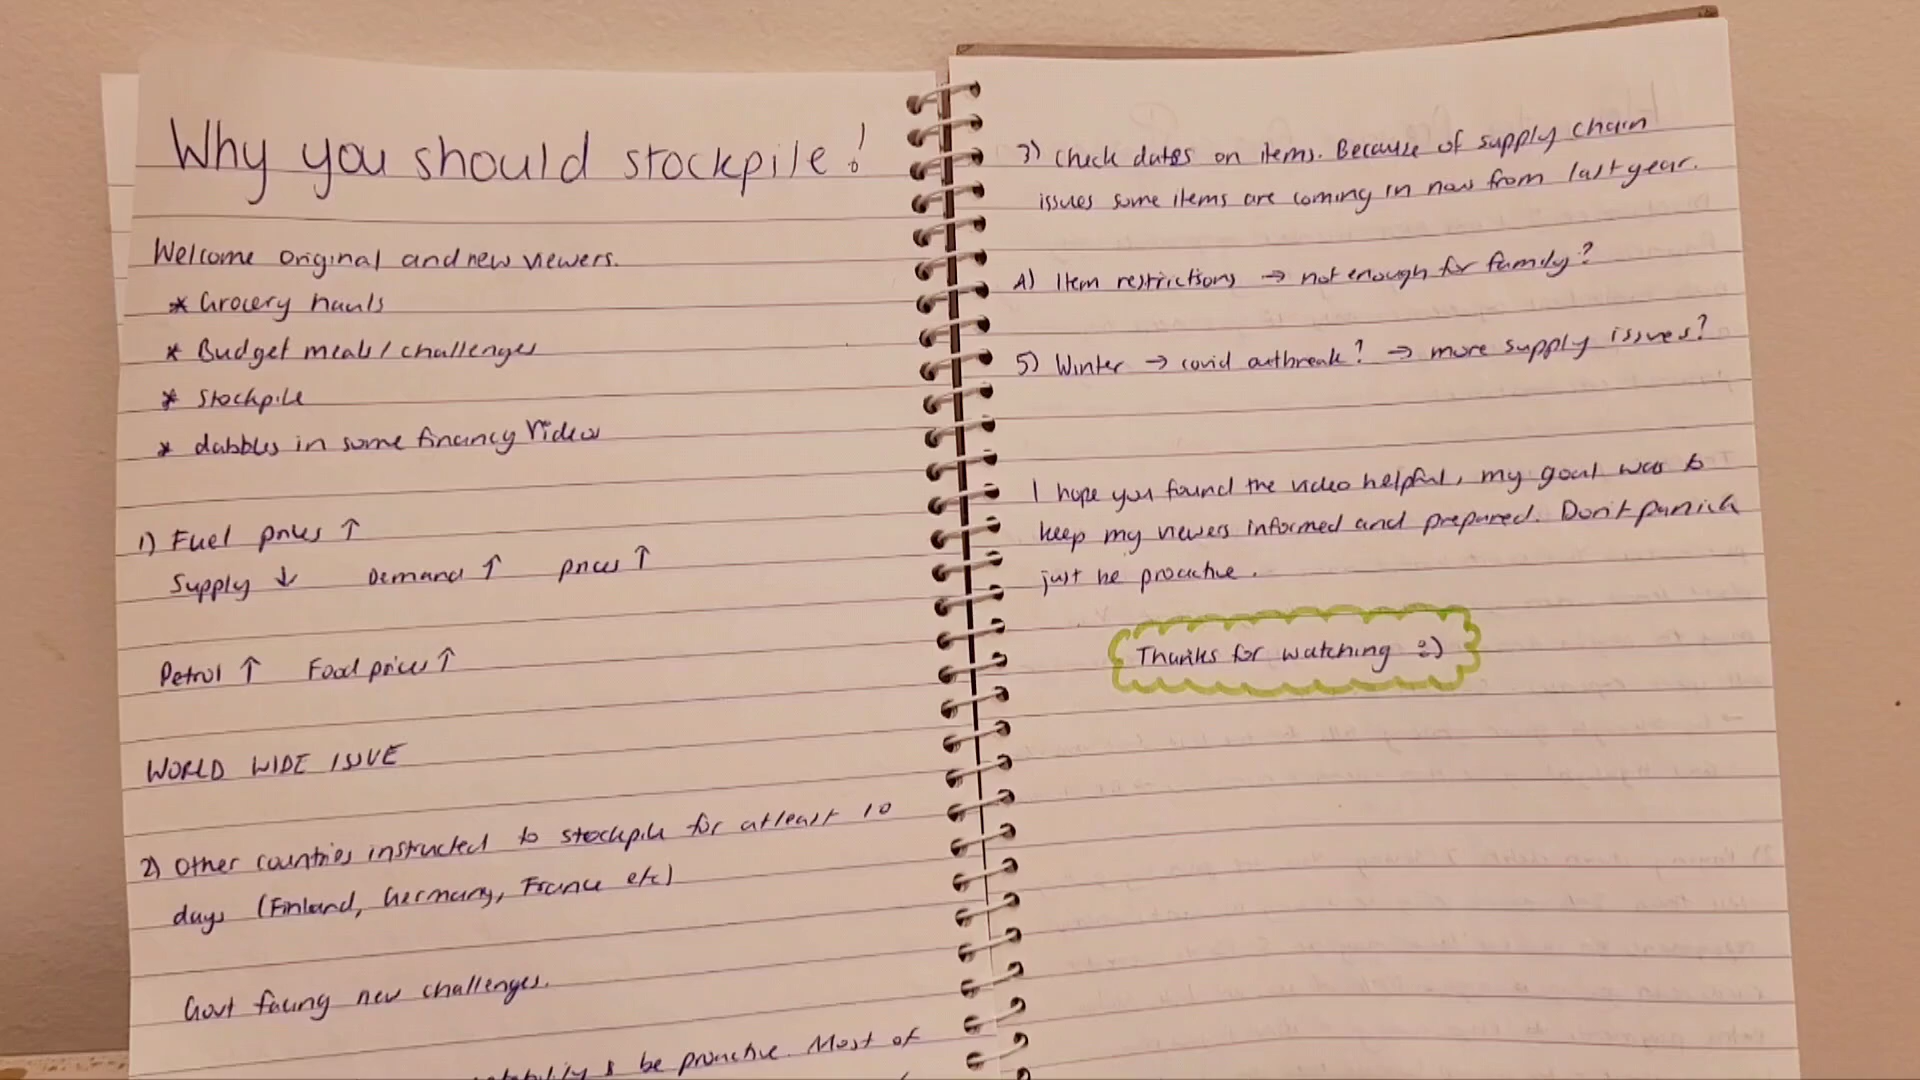 Why you should stockpile!
Welcome original and new viewers.
* Grocery hauls
* Budget meals/challenges
* Stockpile
* dabbles in some financy videos
1) Fuel prices ↑
Supply ↓ Demand ↑ prices ↑
Petrol ↑ Food prices ↑
WORLD WIDE ISSUE
2) Other countries instructed to stockpile for atleast 10
days (Finland, Germany, France etc)
Govt facing new challenges.
be proactive. Most of
3) Check dates on items. Because of supply chain
issues some items are coming in now from last year.
4) Item restrictions → not enough for family?
5) Winter → covid outbreak? → more supply issues?
I hope you found the video helpful, my goal was to
keep my viewers informed and prepared. Don't panick
just be proactive.
Thanks for watching :)